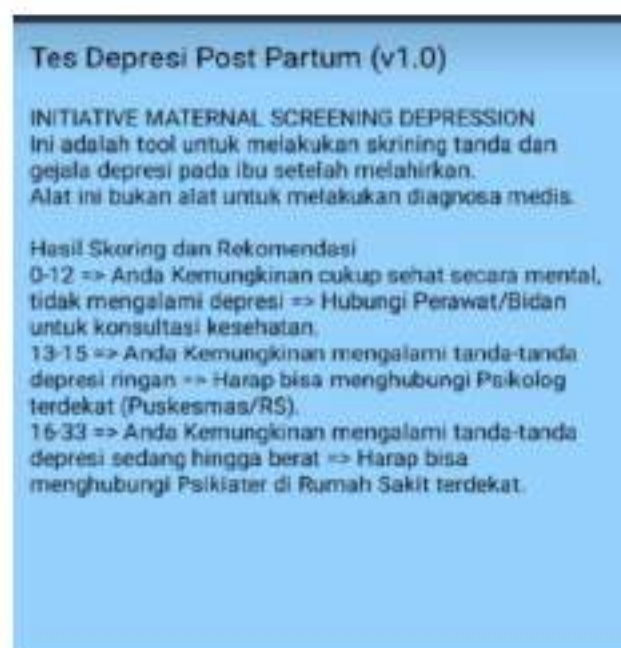 Tes Depresi Post Partum (v1.0)
INITIATIVE MATERNAL SCREENING DEPRESSION
Ini adalah tool untuk melakukan skrining tanda dan
gejala depresi pada ibu setelah melahirkan.
Alat ini bukan alat untuk melakukan diagnosa medis.
Hasil Skoring dan Rekomendasi
0-12 => Anda Kemungkinan cukup sehat secara mental,
tidak mengalami depresi => Hubungi Perawat/Bidan
untuk konsultasi kesehatan.
13-15 => Anda Kemungkinan mengalami tanda-tanda
depresi ringan => Harap bisa menghubungi Psikolog
terdekat (Puskesmas/RS).
16-33 => Anda Kemungkinan mengalami tanda-tanda
depresi sedang hingga berat => Harap bisa
menghubungi Psikiater di Rumah Sakit terdekat.